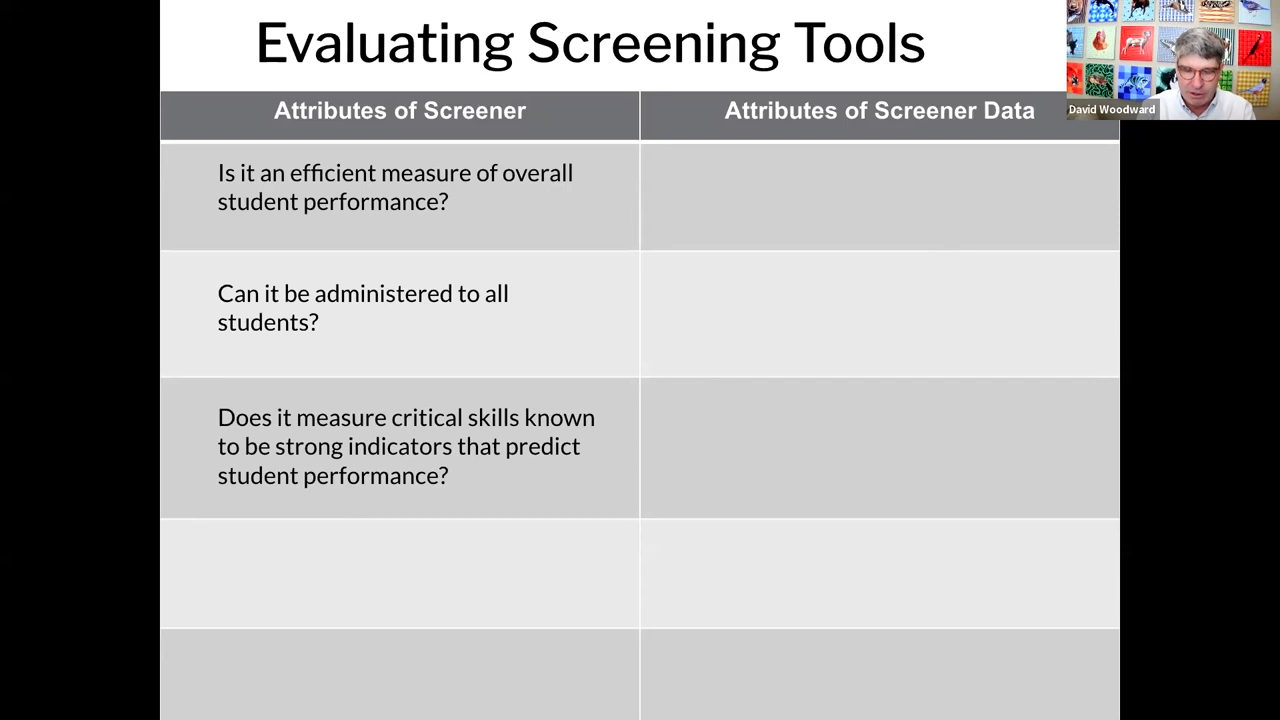 Evaluating Screening Tools
David Woodward
Attributes of Screener
Attributes of Screener Data
Is it an efficient measure of overall
student performance?
Can it be administered to all
students?
Does it measure critical skills known
to be strong indicators that predict
student performance?